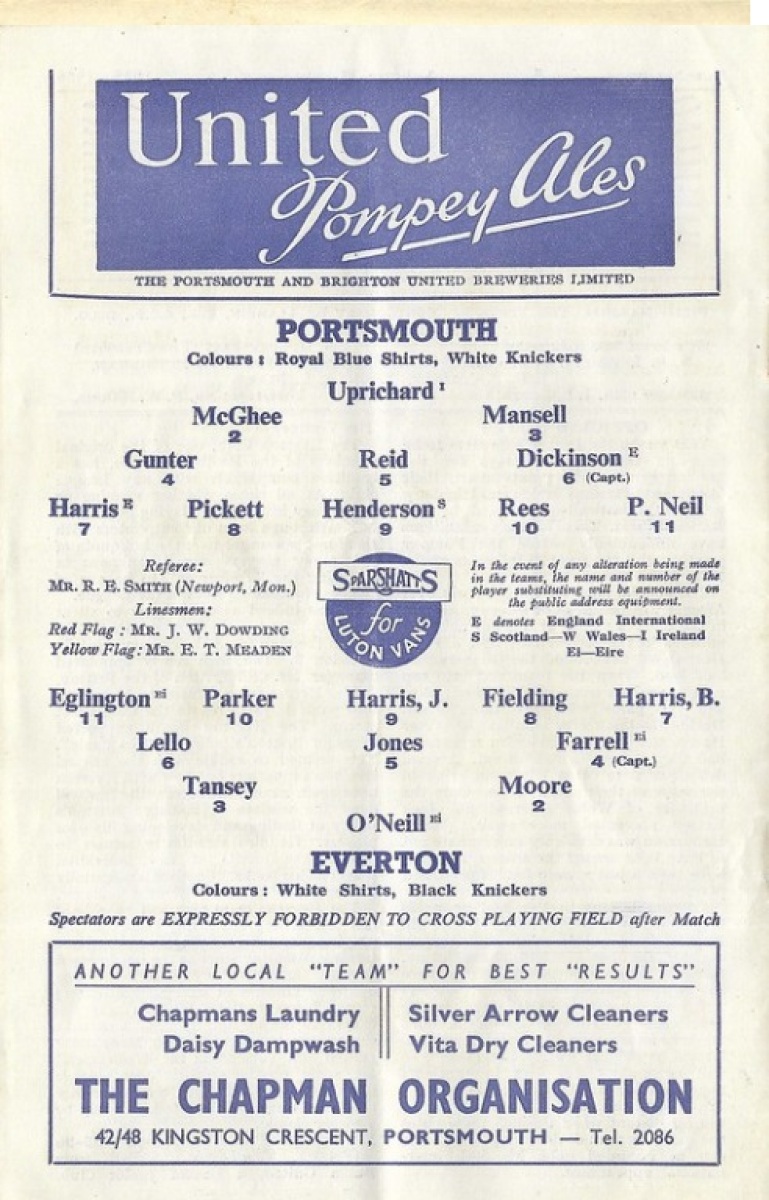 United
Pompey Ales
THE PORTSMOUTH AND BRIGHTON UNITED BREWERIES LIMITED
PORTSMOUTH
Colours : Royal Blue Shirts, White Knickers
Uprichard I
McGhee Mansell
2 3
Gunter Reid Dickinson E
4 5 6 (Capt.)
Harris E Pickett Henderson S Rees P. Neil
7 8 9 10 11
Referee:
MR. R. E. SMITH (Newport, Mon.)
Linesmen:
Red Flag : MR. J. W. DOWDING
Yellow Flag: MR. E. T. MEADEN
SPARSHATTS
for
LUTON VANS
In the event of any alteration being made
in the teams, the name and number of the
player substituting will be announced on
the public address equipment.
E denotes England International
S Scotland—W Wales—I Ireland
Ei—Eire
Eglington Ei Parker Harris, J. Fielding Harris, B.
11 10 9 8 7
Lello Jones Farrell Ei
6 5 4 (Capt.)
Tansey Moore
3 2
O'Neill Ei
EVERTON
Colours: White Shirts, Black Knickers
Spectators are EXPRESSLY FORBIDDEN TO CROSS PLAYING FIELD after Match
ANOTHER LOCAL "TEAM" FOR BEST "RESULTS"
Chapmans Laundry Silver Arrow Cleaners
Daisy Dampwash Vita Dry Cleaners
THE CHAPMAN ORGANISATION
42/48 KINGSTON CRESCENT, PORTSMOUTH — Tel. 2086